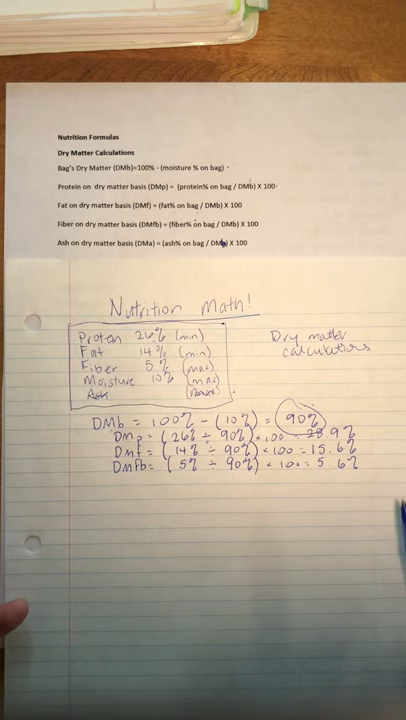 Nutrition Formulas
Dry Matter Calculations
Bag's Dry Matter (DMb)=100% - (moisture % on bag)
Protein on dry matter basis (DMp) = (protein% on bag / DMb) X 100
Fat on dry matter basis (DMf) = (fat% on bag / DMb) X 100
Fiber on dry matter basis (DMfb) = (fiber% on bag / DMb) X 100
Ash on dry matter basis (DMa) = (ash% on bag / DMb) X 100
Nutrition Math!
Protein 26% (min)
Fat 14% (min)
Fiber 5% (max)
Moisture 10% (max)
Ash
Dry matter
calculations
DMb = 100% - (10%) = 90%
DMp = (26% ÷ 90%) × 100 = 28.9%
DMf = (14% ÷ 90%) × 100 = 15.6%
DMfb = (5% ÷ 90%) × 100 = 5.6%